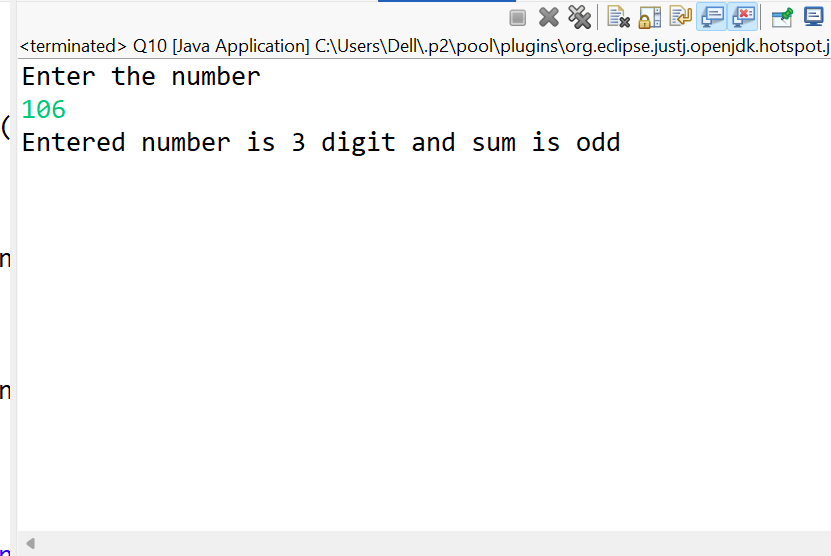 <terminated> Q10 [Java Application] C:\Users\Dell\.p2\pool\plugins\org.eclipse.justj.openjdk.hotspot.j
Enter the number
106
(
Entered number is 3 digit and sum is odd
n
n